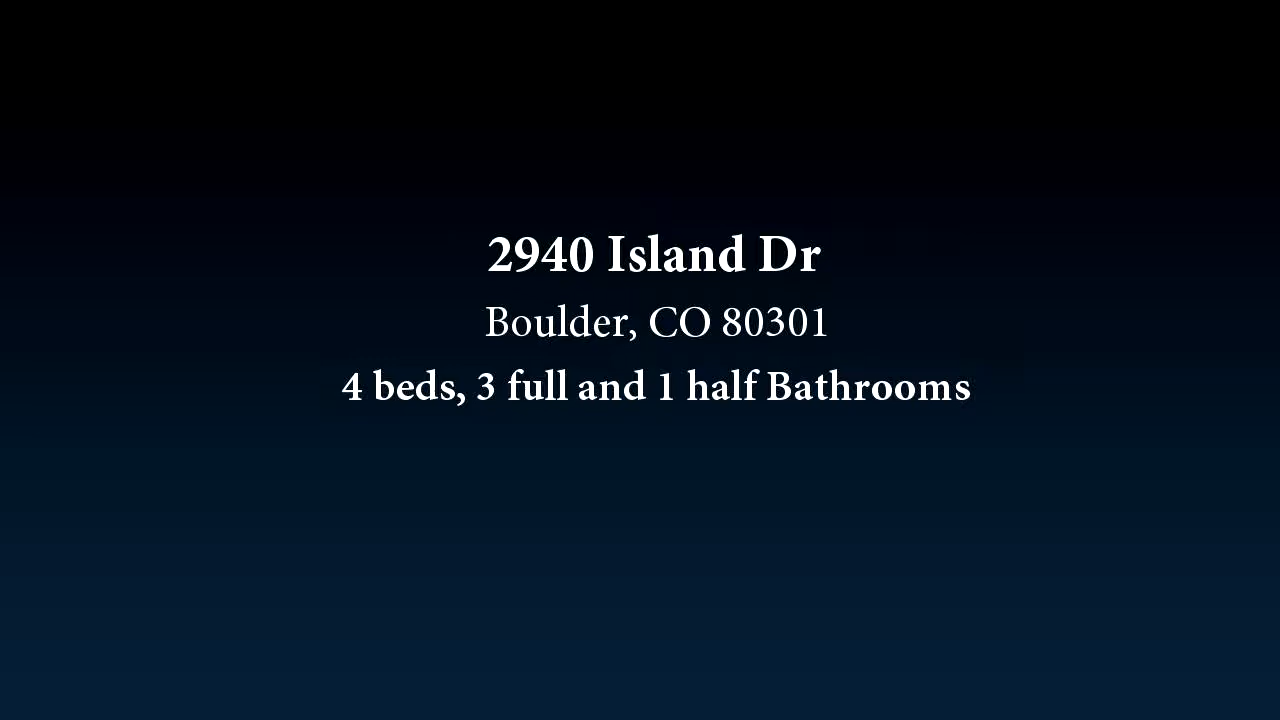 2940 Island Dr
Boulder, CO 80301
4 beds, 3 full and 1 half Bathrooms